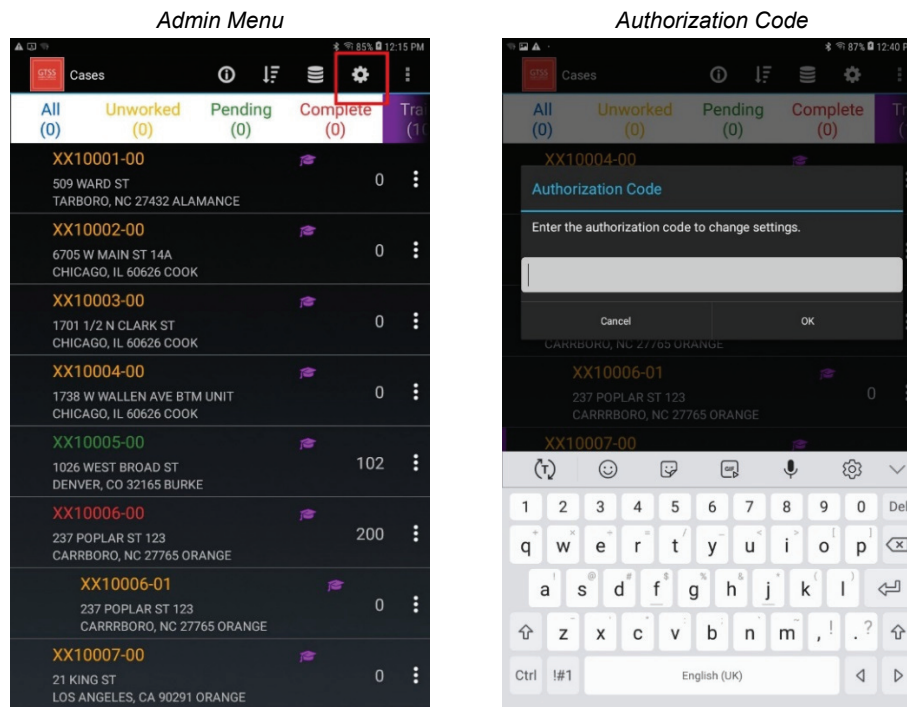 Admin Menu
85% 12:15 PM
GTSS Cases
All Unworked Pending Complete Tra
(0) (0) (0) (0) (1
XX10001-00
509 WARD ST 0
TARBORO, NC 27432 ALAMANCE
XX10002-00
6705 W MAIN ST 14A 0
CHICAGO, IL 60626 COOK
XX10003-00
1701 1/2 N CLARK ST 0
CHICAGO, IL 60626 COOK
XX10004-00
1738 W WALLEN AVE BTM UNIT 0
CHICAGO, IL 60626 COOK
XX10005-00
1026 WEST BROAD ST 102
DENVER, CO 32165 BURKE
XX10006-00
237 POPLAR ST 123 200
CARRBORO, NC 27765 ORANGE
XX10006-01
237 POPLAR ST 123 0
CARRRBORO, NC 27765 ORANGE
XX10007-00
21 KING ST 0
LOS ANGELES, CA 90291 ORANGE
Authorization Code
87% 12:40 P
GTSS Cases
All Unworked Pending Complete Tr
(0) (0) (0) (0) (
XX10004-00
Authorization Code
Enter the authorization code to change settings.
Cancel OK
CARRBORO, NC 27765 ORANGE
XX10006-01
237 POPLAR ST 123 0
CARRRBORO, NC 27765 ORANGE
XX10007-00
T GIF
1 2 3 4 5 6 7 8 9 0 Del
q w e r t y u i o p
a s d f g h j k l
z x c v b n m , ! . ?
Ctrl !#1 English (UK)